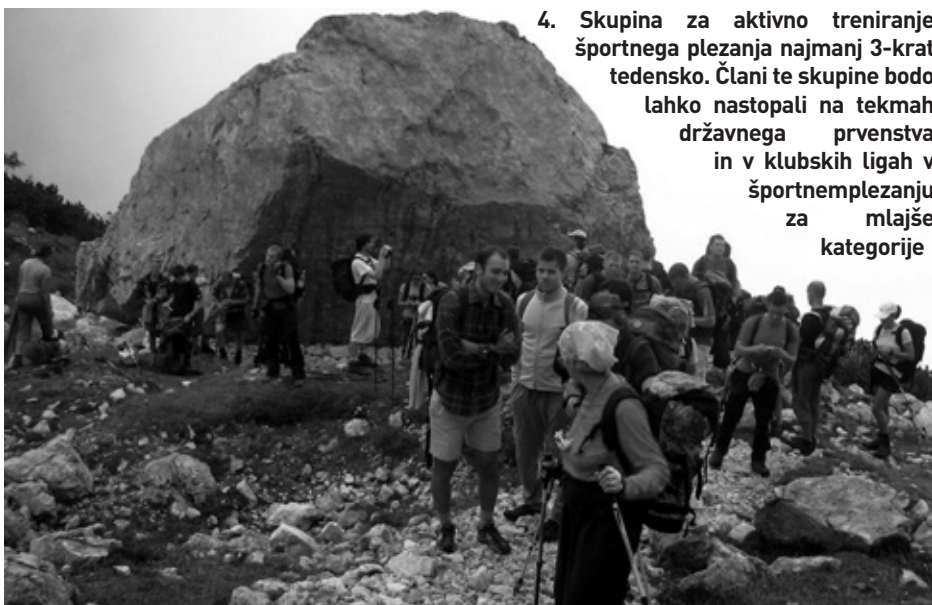 4. Skupina za aktivno treniranje
športnega plezanja najmanj 3-krat
tedensko. Člani te skupine bodo
lahko nastopali na tekmah
državnega prvenstva
in v klubskih ligah v
športnemplezanju
za mlajše
kategorije